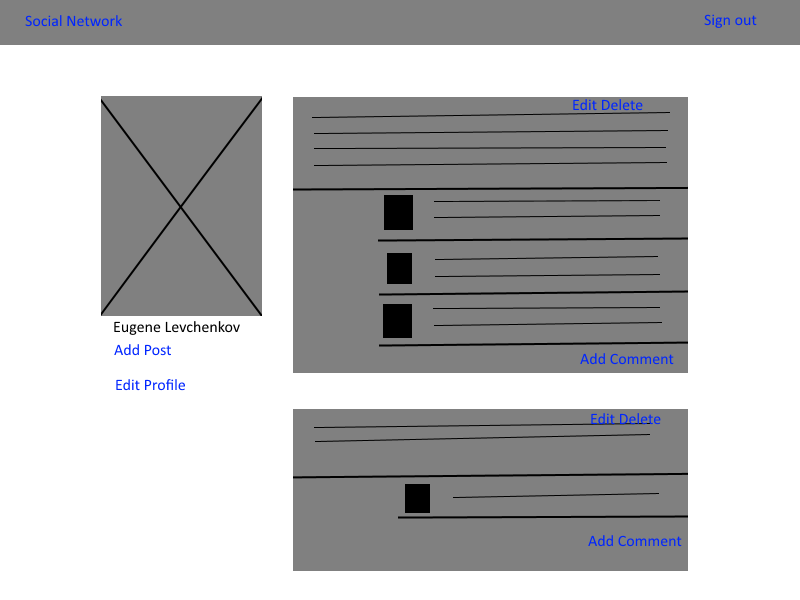 Social Network
Sign out
Eugene Levchenkov
Add Post
Edit Profile
Edit Delete
Add Comment
Edit Delete
Add Comment